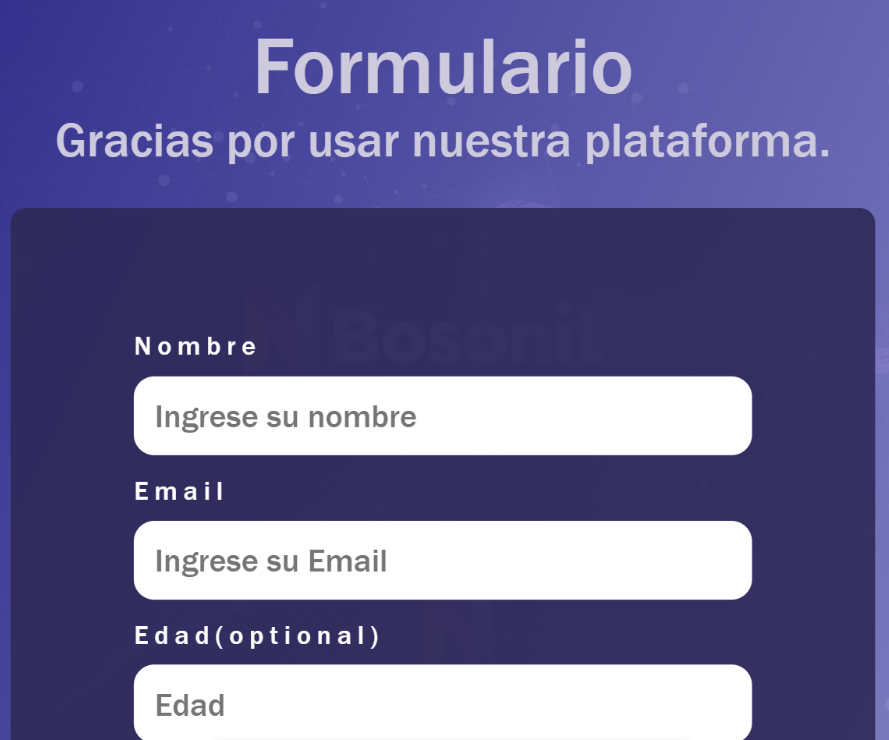 Formulario
Gracias por usar nuestra plataforma.
Bosonit
Nombre
Ingrese su nombre
Email
Ingrese su Email
Edad(optional)
Edad